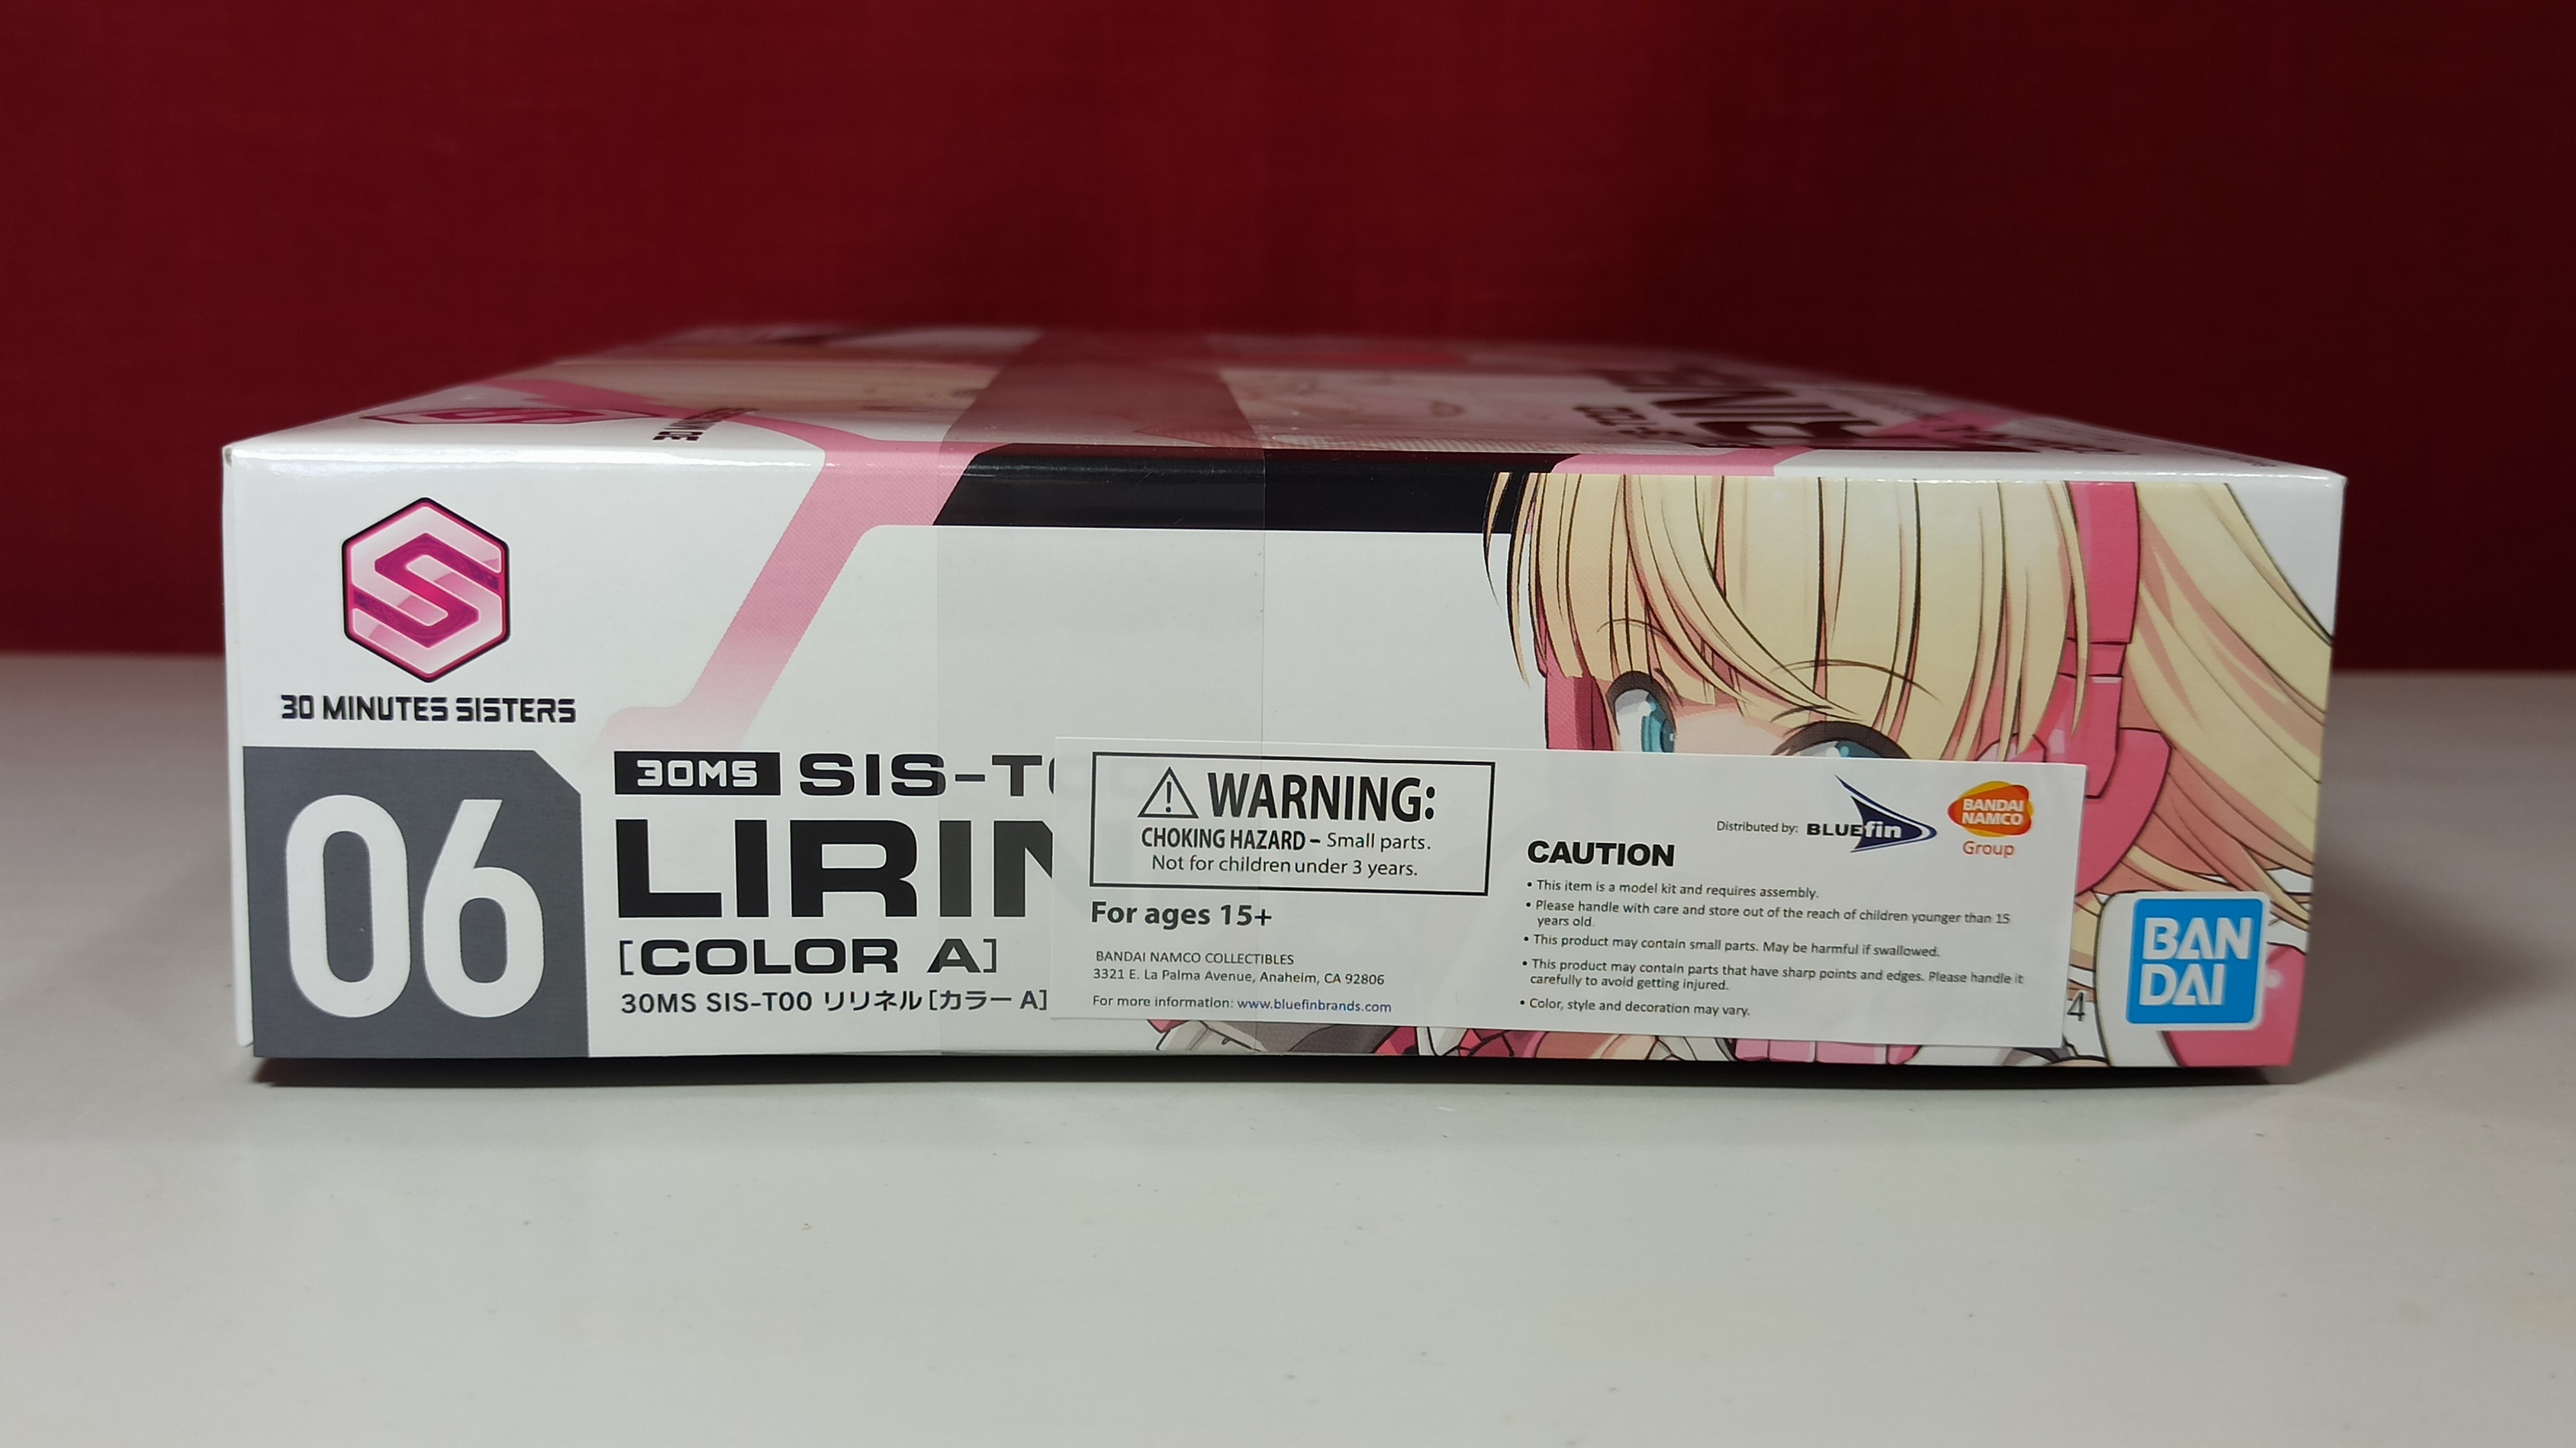 30 MINUTES SISTERS
06
30MS SIS-T
LIRIN
[COLOR A]
30MS SIS-T00 リリネル [カラー A]
WARNING:
CHOKING HAZARD – Small parts.
Not for children under 3 years.
For ages 15+
BANDAI NAMCO COLLECTIBLES
3321 E. La Palma Avenue, Anaheim, CA 92806
For more information: www.bluefinbrands.com
Distributed by: BLUEfin
BANDAI
NAMCO
Group
CAUTION
• This item is a model kit and requires assembly.
• Please handle with care and store out of the reach of children younger than 15
years old.
• This product may contain small parts. May be harmful if swallowed.
• This product may contain parts that have sharp points and edges. Please handle it
carefully to avoid getting injured.
• Color, style and decoration may vary.
4
BAN
DAI